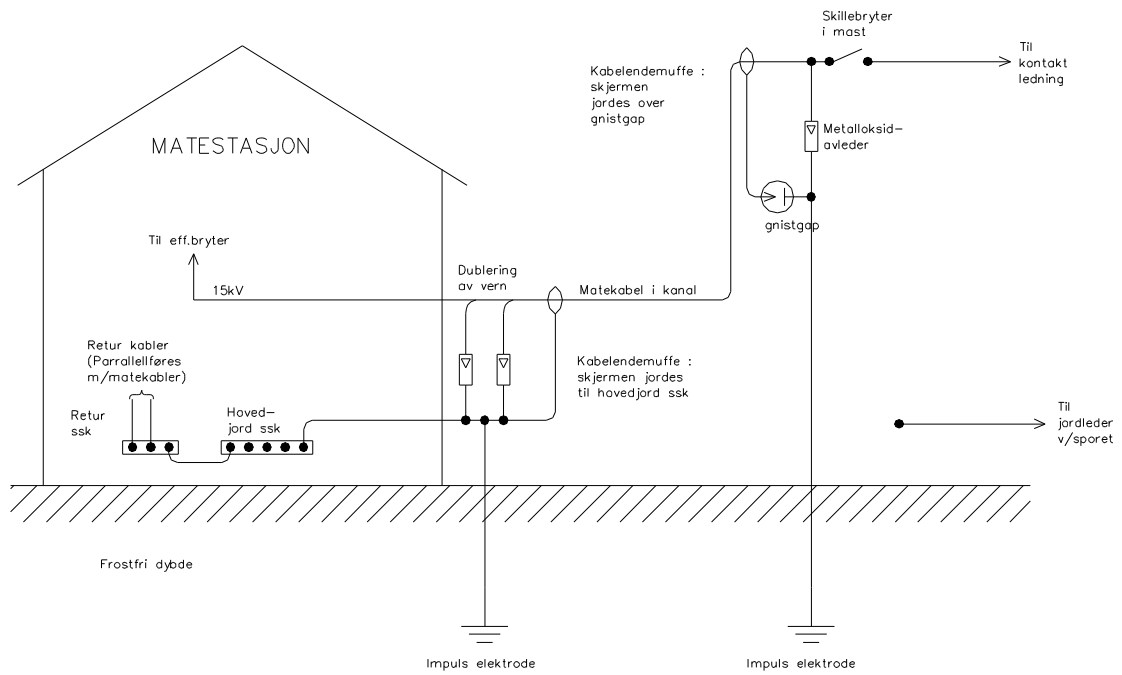 Skillebryter
i mast
Til
kontakt
ledning
Kabelendemuffe :
skjermen
jordes over
gnistgap
Metalloksid-
avleder
MATESTASJON
gnistgap
Til eff.bryter
15kV
Dublering
av vern
Matekabel i kanal
Retur kabler
(Parrallellføres
m/matekabler)
Kabelendemuffe :
skjermen jordes
til hovedjord ssk
Retur
ssk
Hoved-
jord ssk
Til
jordleder
v/sporet
Frostfri dybde
Impuls elektrode
Impuls elektrode